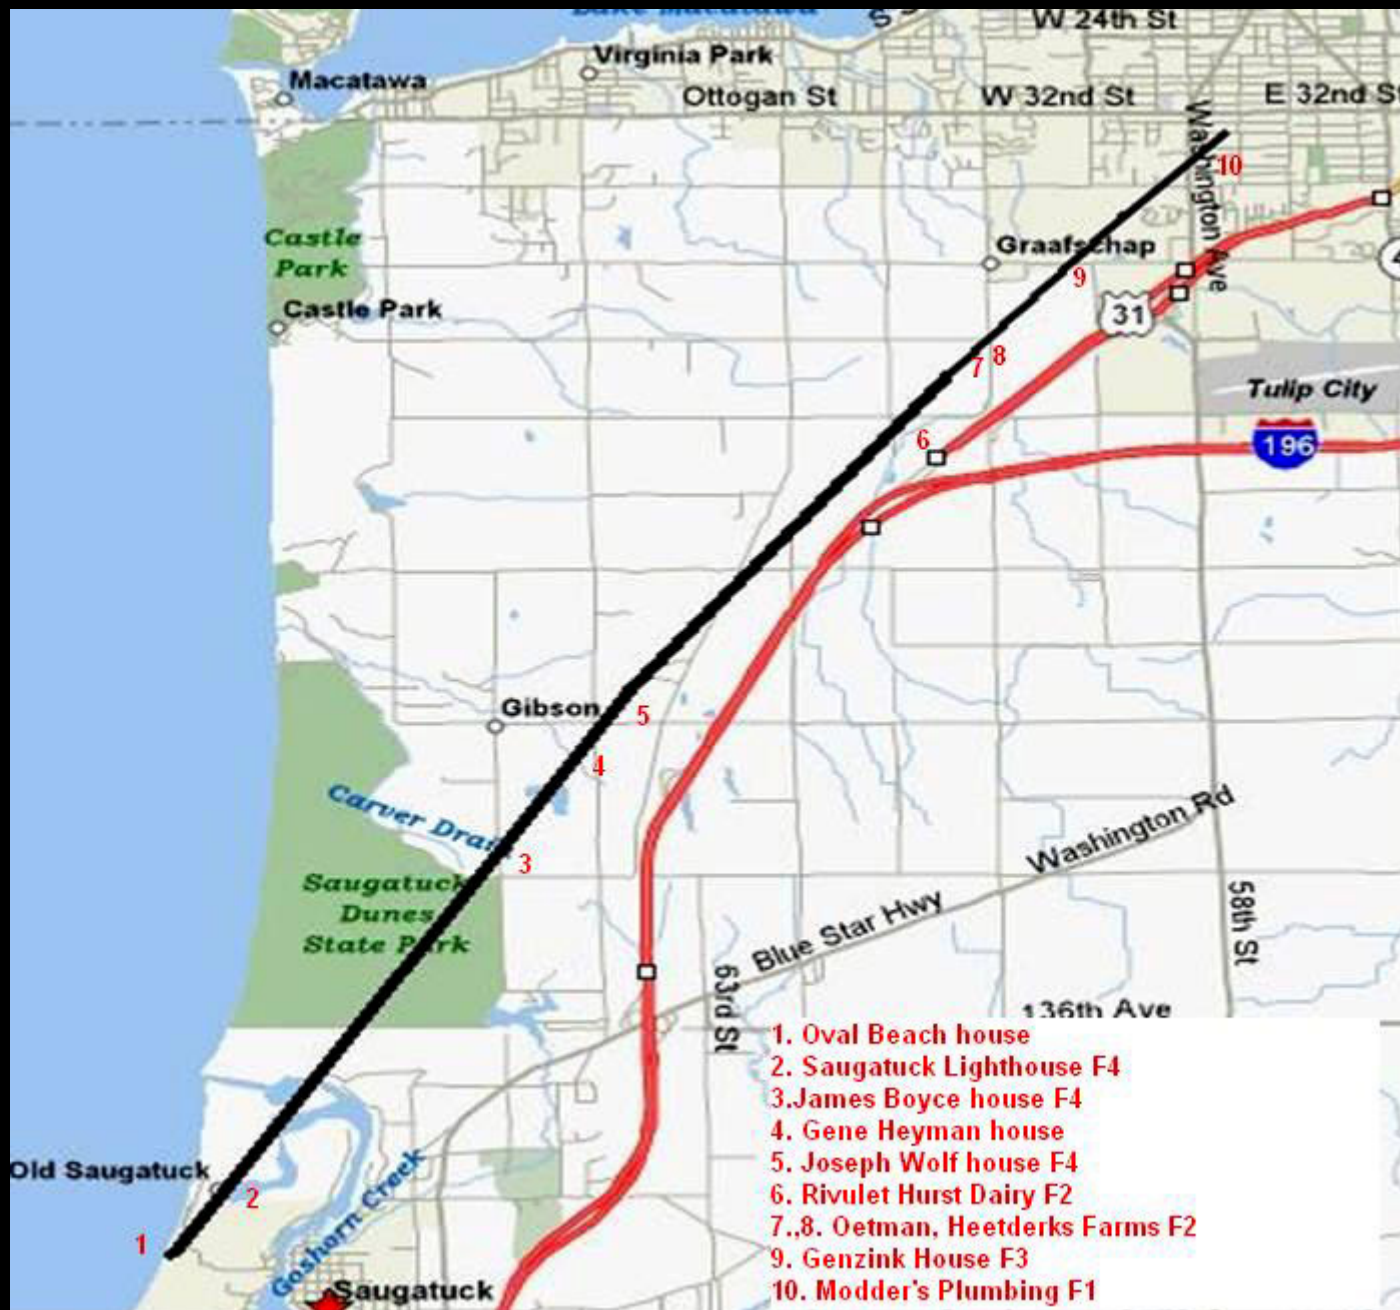 Lake Macatawa
W 24th St
Virginia Park
Macatawa
Ottogan St
W 32nd St
E 32nd St
Washington Ave
10
Castle
Park
Graafschap
9
Castle Park
31
8
7
Tulip City
6
196
Gibson
5
4
Carver Drain
3
Washington Rd
Saugatuck
Dunes
State Park
Blue Star Hwy
58th St
63rd St
136th Ave
1. Oval Beach house
2. Saugatuck Lighthouse F4
3.James Boyce house F4
4. Gene Heyman house
5. Joseph Wolf house F4
6. Rivulet Hurst Dairy F2
7.,8. Oetman, Heetderks Farms F2
9. Genzink House F3
10. Modder's Plumbing F1
Old Saugatuck
2
1
Goshorn Creek
Saugatuck